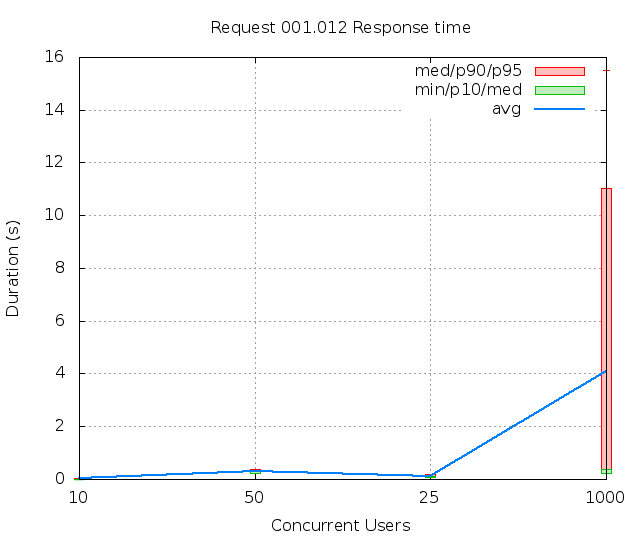 Request 001.012 Response time
16
14
12
10
8
6
4
2
0
Duration (s)
med/p90/p95
min/p10/med
avg
10 50 25 1000
Concurrent Users